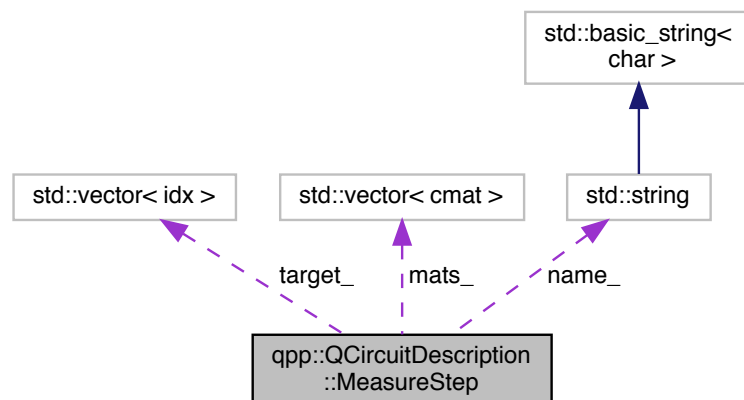 std::basic_string<
char >
std::vector< idx >
std::vector< cmat >
std::string
target_
mats_
name_
qpp::QCircuitDescription
::MeasureStep